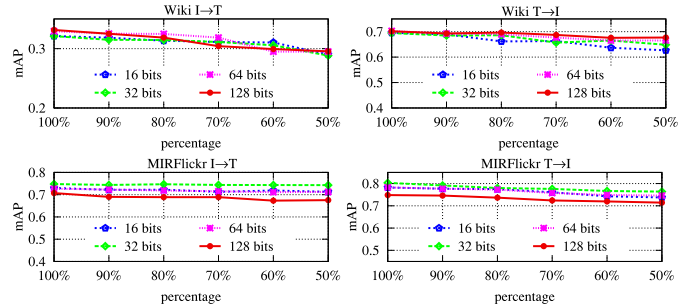 Wiki I→T
mAP
0.3
0.2
16 bits
32 bits
64 bits
128 bits
100% 90% 80% 70% 60% 50%
percentage
Wiki T→I
mAP
0.7
0.6
0.5
0.4
16 bits
32 bits
64 bits
128 bits
100% 90% 80% 70% 60% 50%
percentage
MIRFlickr I→T
mAP
0.8
0.7
0.6
0.5
0.4
16 bits
32 bits
64 bits
128 bits
100% 90% 80% 70% 60% 50%
percentage
MIRFlickr T→I
mAP
0.8
0.7
0.6
0.5
16 bits
32 bits
64 bits
128 bits
100% 90% 80% 70% 60% 50%
percentage